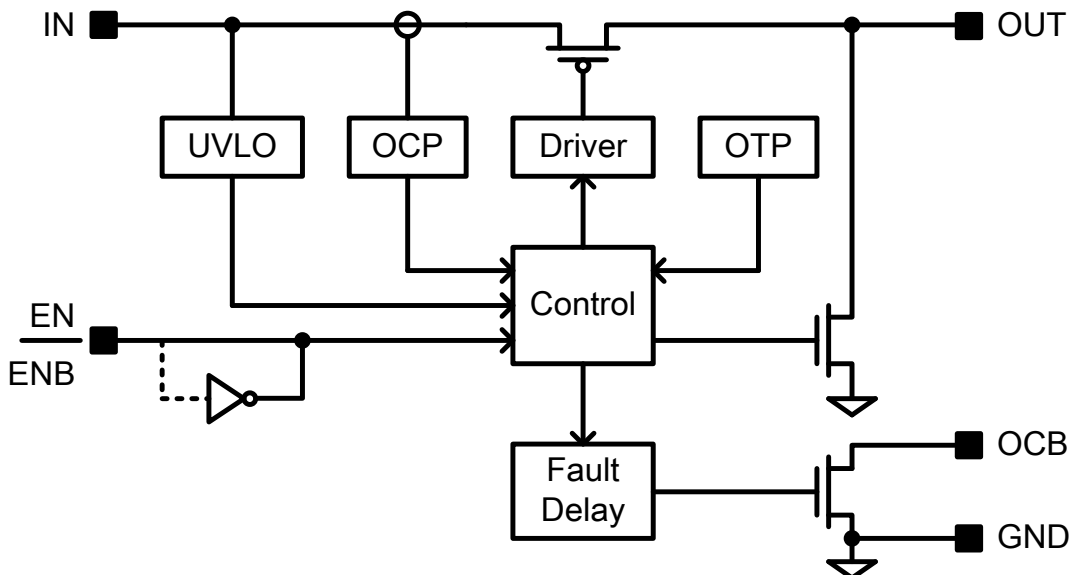 IN
OUT
UVLO
OCP
Driver
OTP
Control
EN
ENB
Fault
Delay
OCB
GND